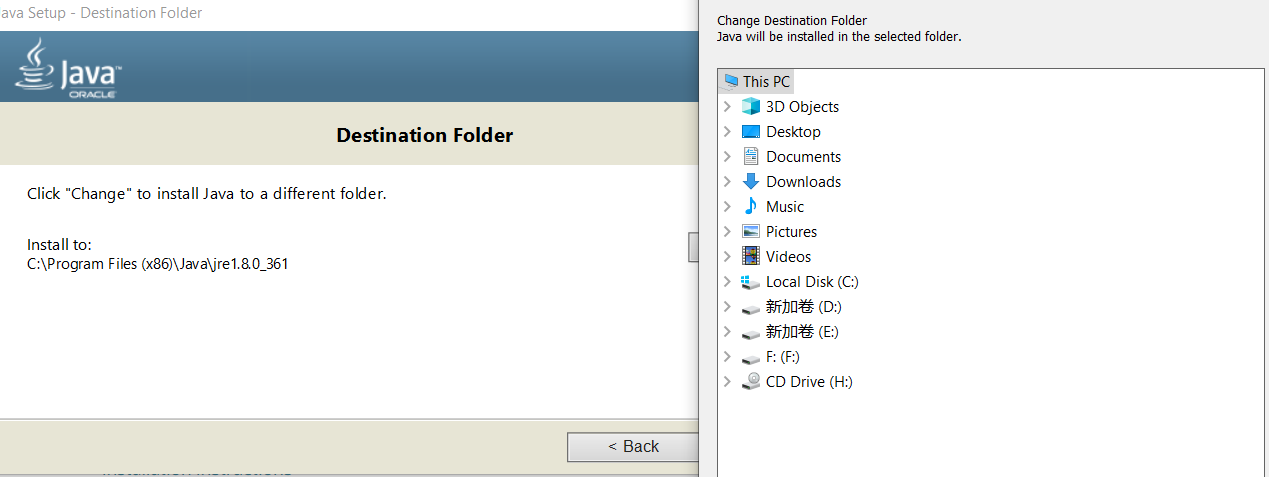 Java Setup - Destination Folder
Java™
ORACLE
Destination Folder
Click "Change" to install Java to a different folder.
Install to:
C:\Program Files (x86)\Java\jre1.8.0_361
< Back
Change Destination Folder
Java will be installed in the selected folder.
This PC
3D Objects
Desktop
Documents
Downloads
Music
Pictures
Videos
Local Disk (C:)
新加卷 (D:)
新加卷 (E:)
F: (F:)
CD Drive (H:)